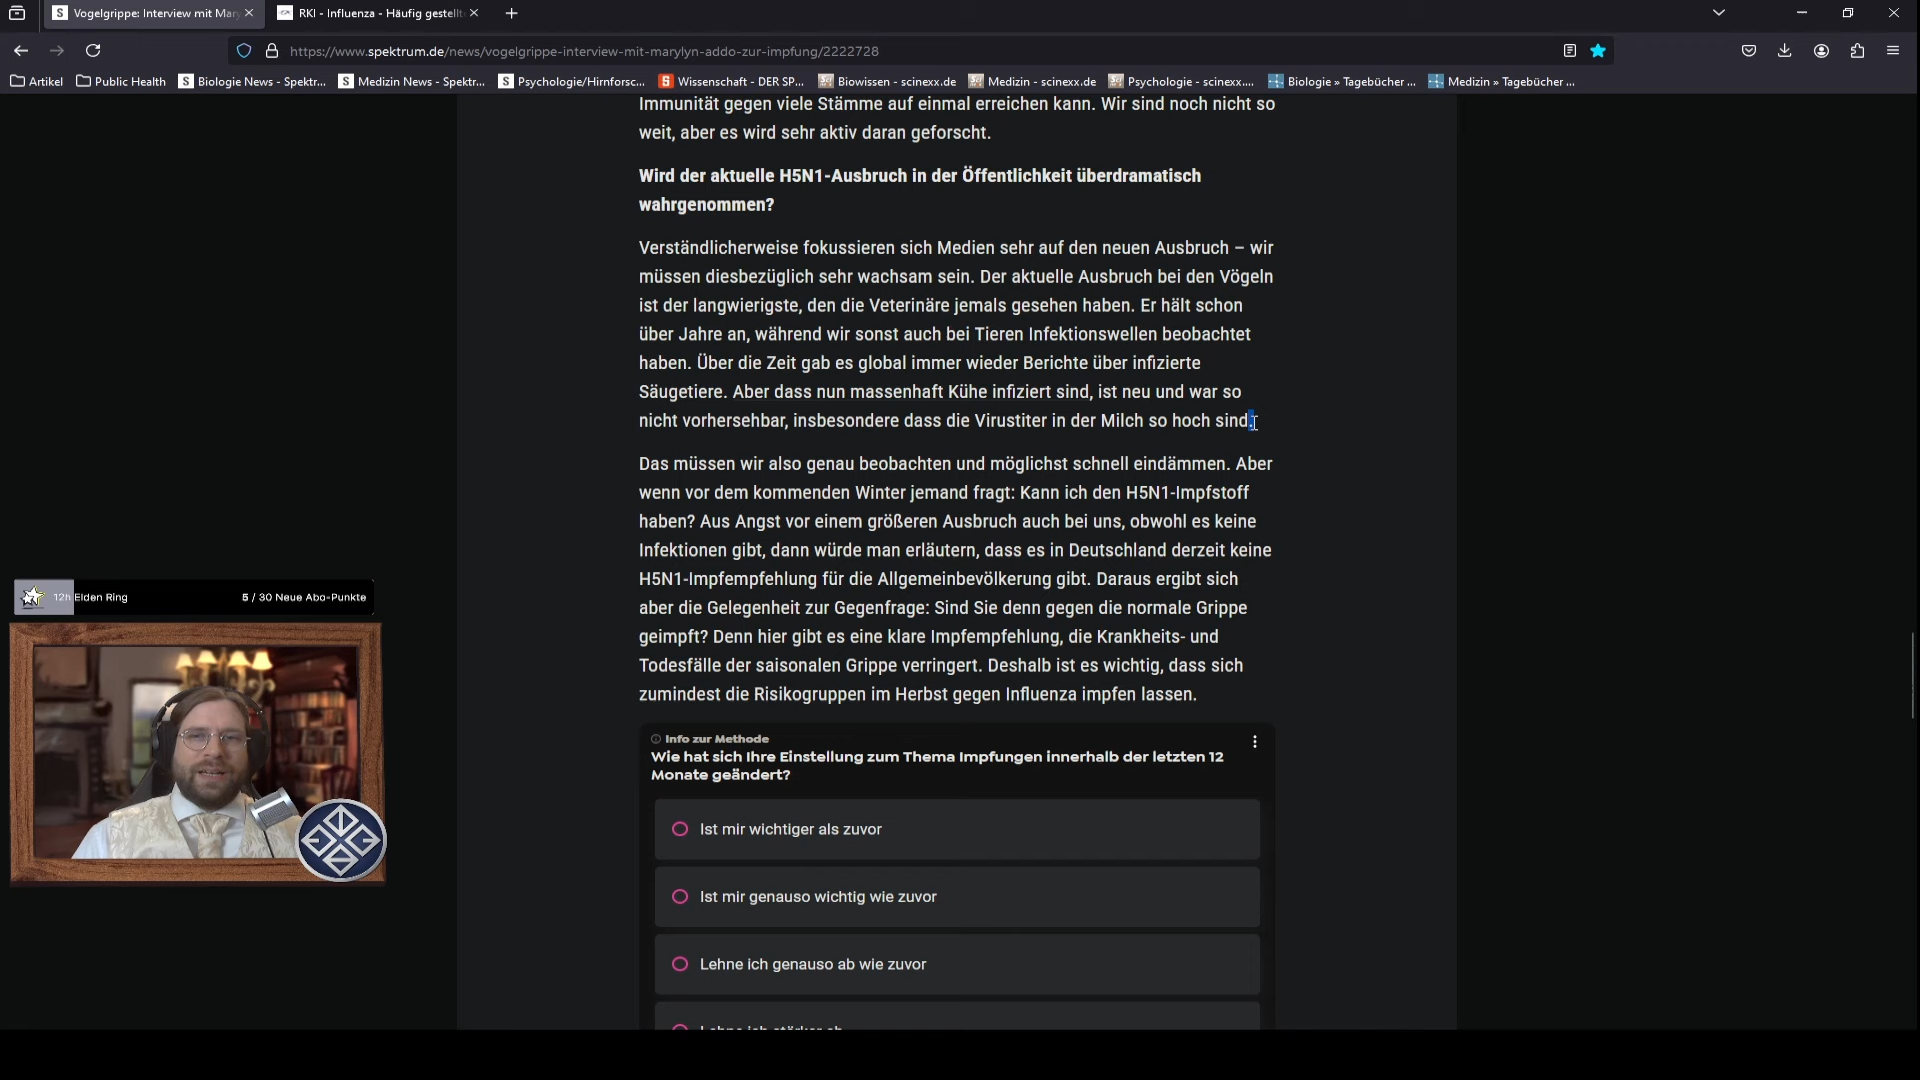 Vogelgrippe: Interview mit Mary
RKI - Influenza - Häufig gestellte
https://www.spektrum.de/news/vogelgrippe-interview-mit-marylyn-addo-zur-impfung/2222728
Artikel
Public Health
Biologie News - Spektr...
Medizin News - Spektr...
Psychologie/Hirnforsc...
Wissenschaft - DER SP...
Biowissen - scinexx.de
Medizin - scinexx.de
Psychologie - scinexx....
Biologie » Tagebücher ...
Medizin » Tagebücher ...
Immunität gegen viele Stämme auf einmal erreichen kann. Wir sind noch nicht so
weit, aber es wird sehr aktiv daran geforscht.
Wird der aktuelle H5N1-Ausbruch in der Öffentlichkeit überdramatisch
wahrgenommen?
Verständlicherweise fokussieren sich Medien sehr auf den neuen Ausbruch – wir
müssen diesbezüglich sehr wachsam sein. Der aktuelle Ausbruch bei den Vögeln
ist der langwierigste, den die Veterinäre jemals gesehen haben. Er hält schon
über Jahre an, während wir sonst auch bei Tieren Infektionswellen beobachtet
haben. Über die Zeit gab es global immer wieder Berichte über infizierte
Säugetiere. Aber dass nun massenhaft Kühe infiziert sind, ist neu und war so
nicht vorhersehbar, insbesondere dass die Virustiter in der Milch so hoch sind.
Das müssen wir also genau beobachten und möglichst schnell eindämmen. Aber
wenn vor dem kommenden Winter jemand fragt: Kann ich den H5N1-Impfstoff
haben? Aus Angst vor einem größeren Ausbruch auch bei uns, obwohl es keine
Infektionen gibt, dann würde man erläutern, dass es in Deutschland derzeit keine
H5N1-Impfempfehlung für die Allgemeinbevölkerung gibt. Daraus ergibt sich
aber die Gelegenheit zur Gegenfrage: Sind Sie denn gegen die normale Grippe
geimpft? Denn hier gibt es eine klare Impfempfehlung, die Krankheits- und
Todesfälle der saisonalen Grippe verringert. Deshalb ist es wichtig, dass sich
zumindest die Risikogruppen im Herbst gegen Influenza impfen lassen.
12h Elden Ring
5 / 30 Neue Abo-Punkte
Info zur Methode
Wie hat sich Ihre Einstellung zum Thema Impfungen innerhalb der letzten 12
Monate geändert?
Ist mir wichtiger als zuvor
Ist mir genauso wichtig wie zuvor
Lehne ich genauso ab wie zuvor
Lehne ich stärker ab